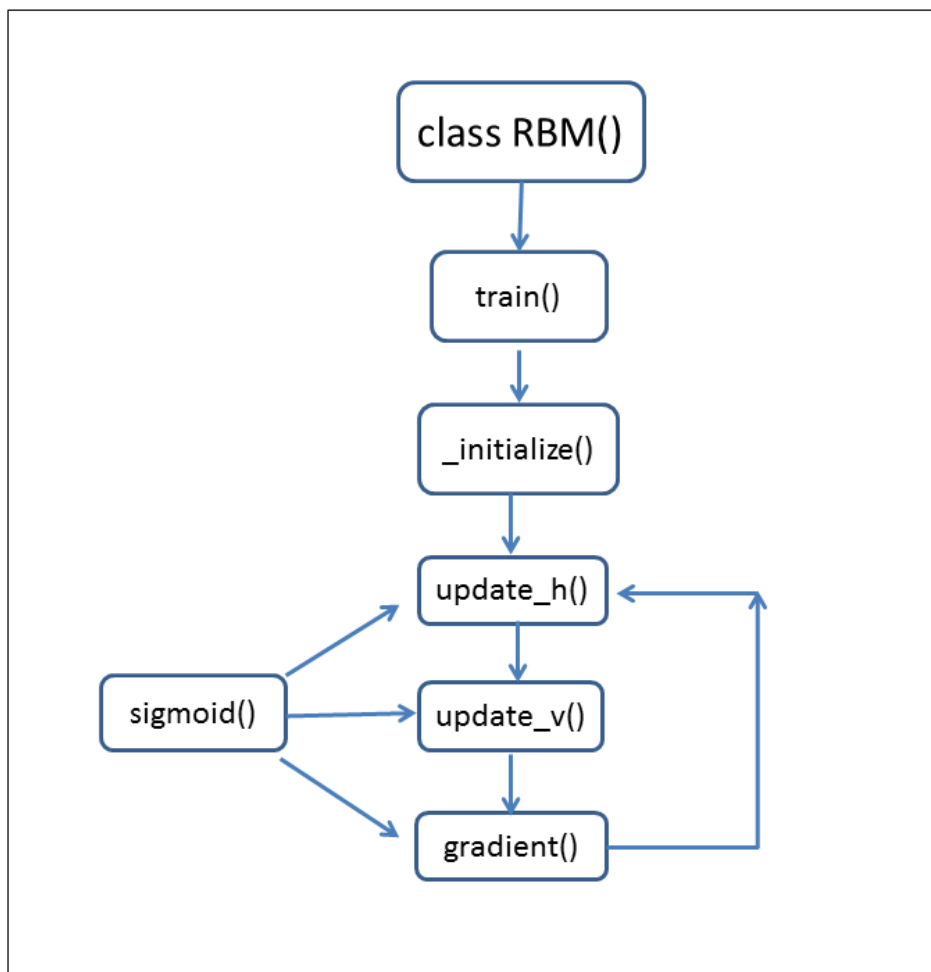 class RBM()
train()
_initialize()
update_h()
sigmoid()
update_v()
gradient()